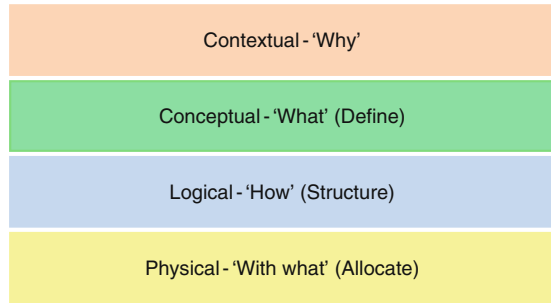 Contextual - ‘Why’
Conceptual - ‘What’ (Define)
Logical - ‘How’ (Structure)
Physical - ‘With what’ (Allocate)